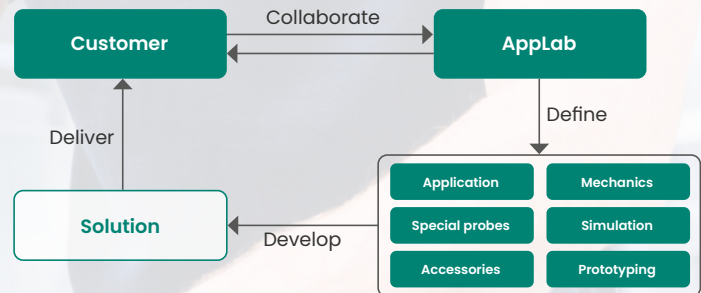 Collaborate
Customer
AppLab
Define
Deliver
Application
Mechanics
Solution
Special probes
Simulation
Develop
Accessories
Prototyping